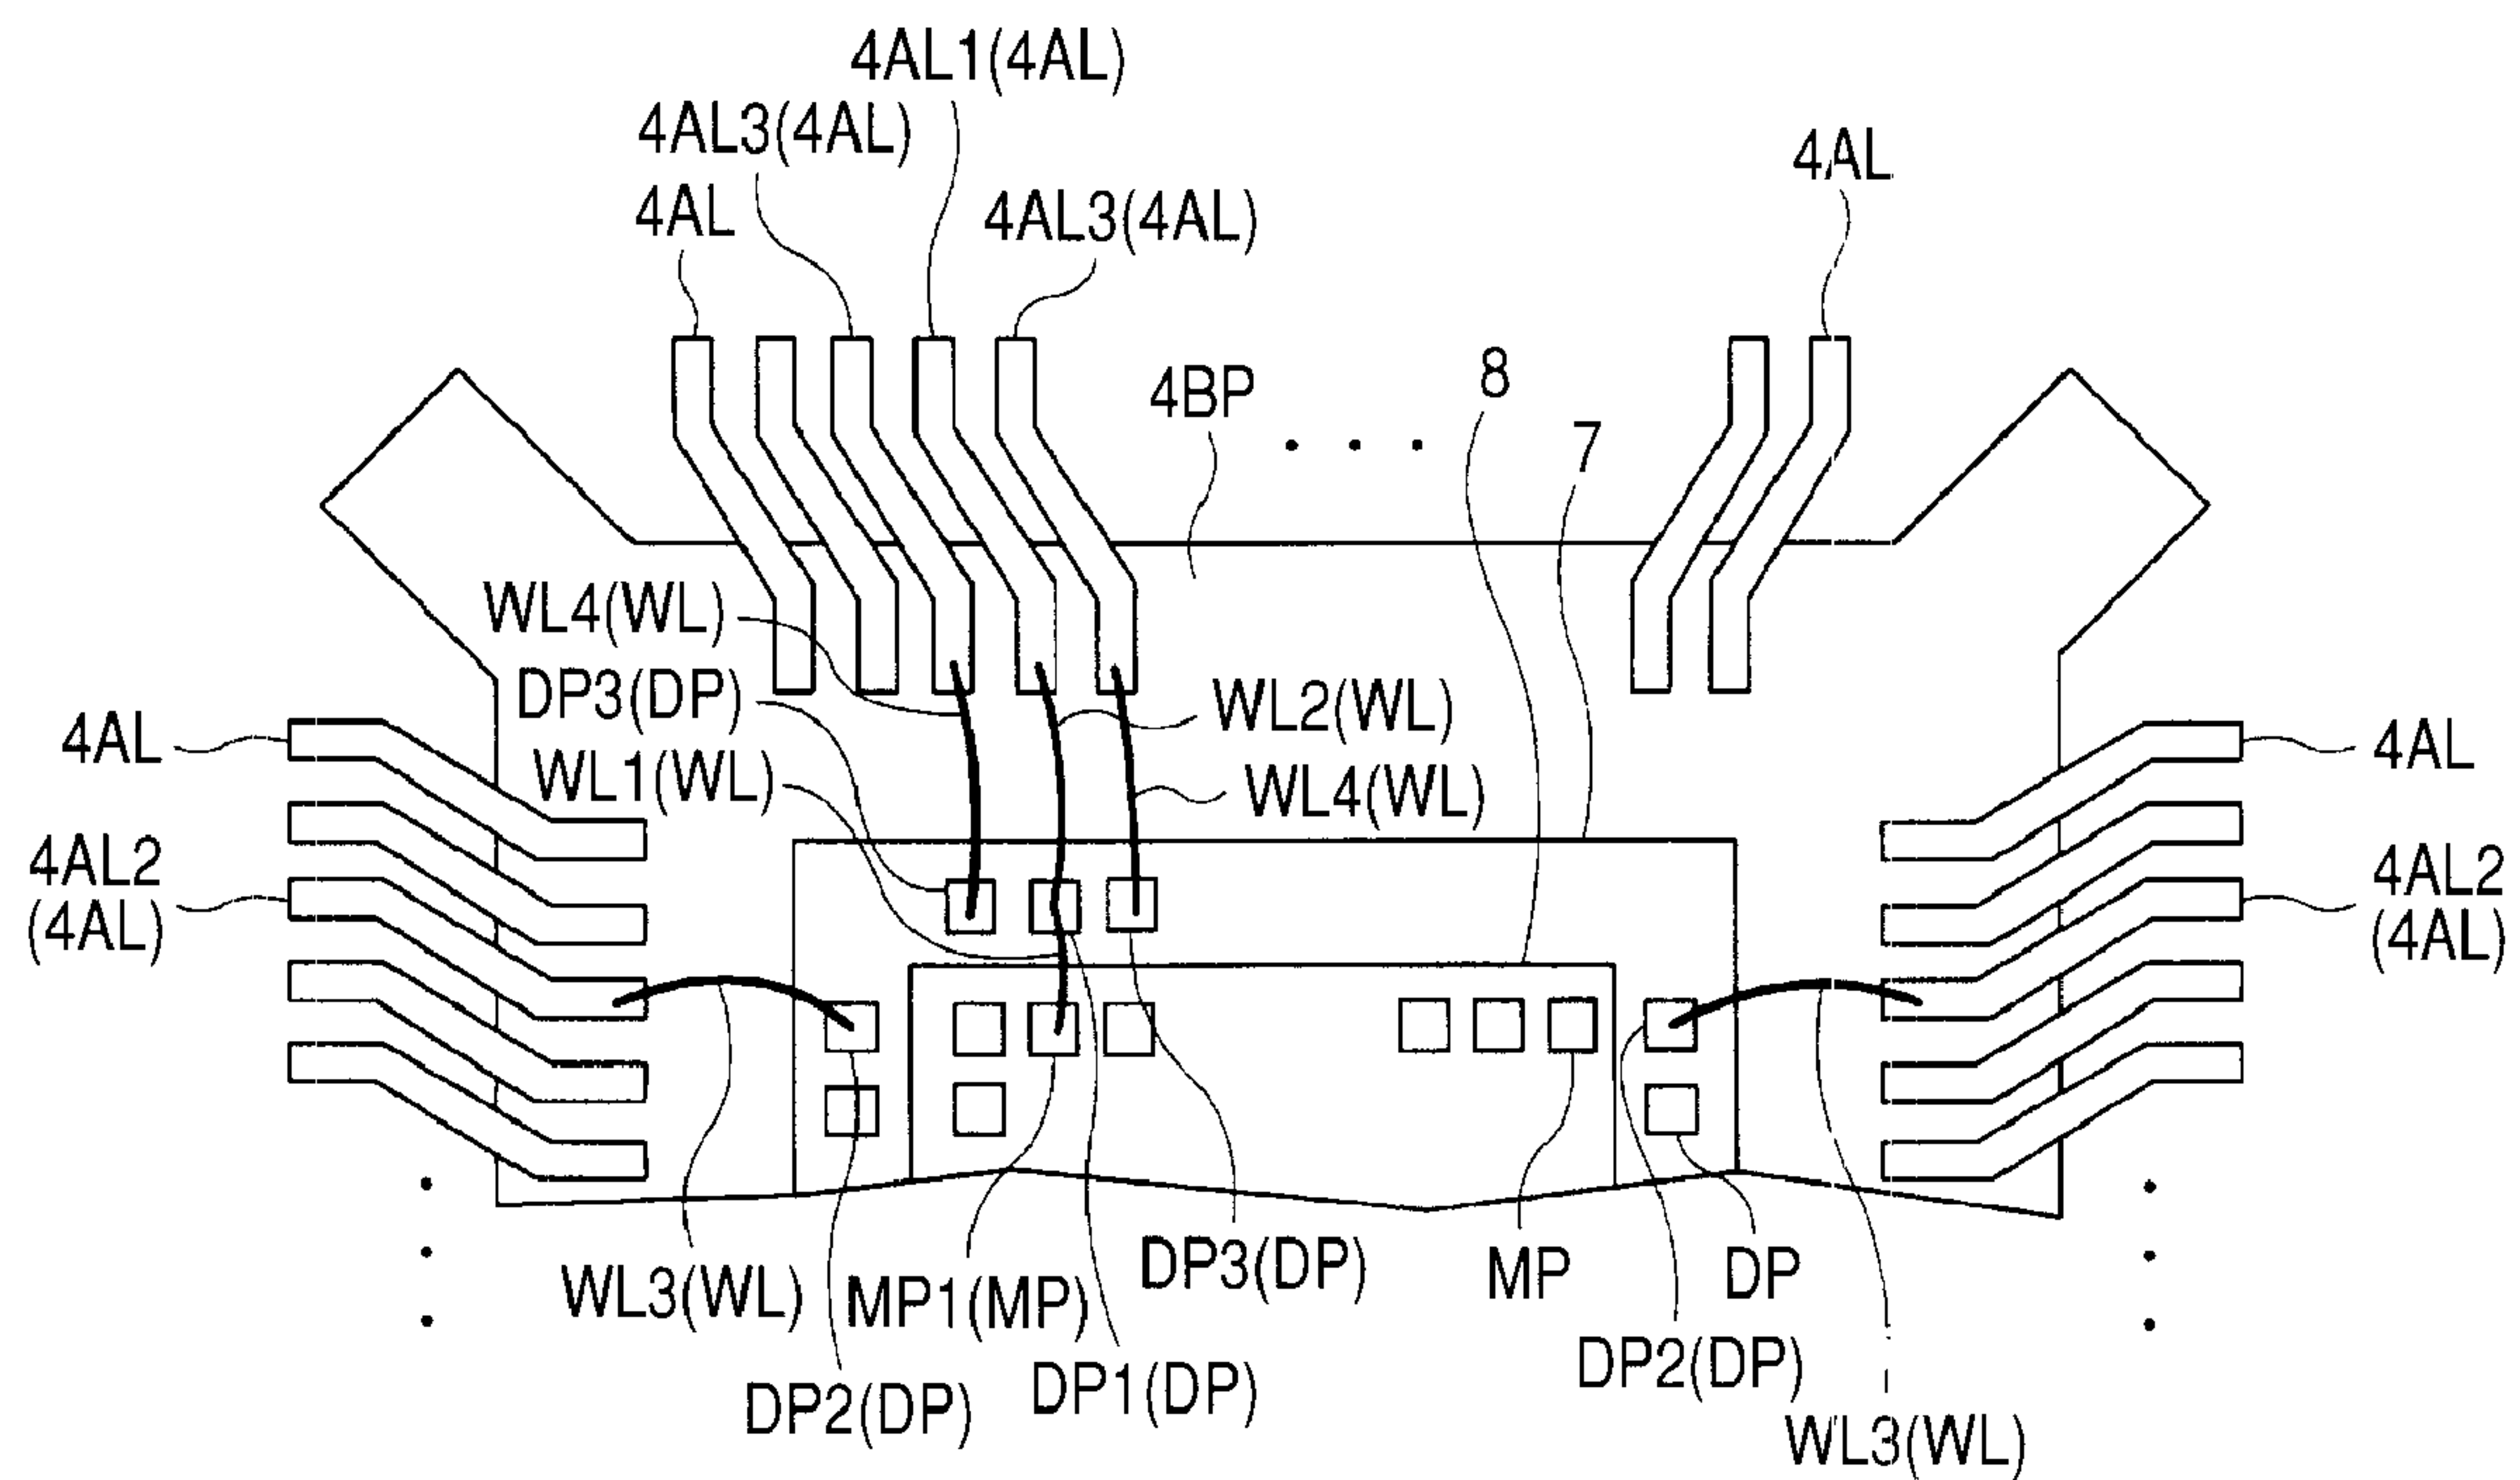 4AL1(4AL)
4AL3(4AL)
4AL
4AL
4AL3(4AL)
8
4BP
7
WL4(WL)
DP3(DP)
WL2(WL)
4AL
4AL
WL1(WL)
WL4(WL)
4AL2
(4AL)
4AL2
(4AL)
DP3(DP)
MP
DP
WL3(WL)
MP1(MP)
DP2(DP)
DP1(DP)
DP2(DP)
WL3(WL)